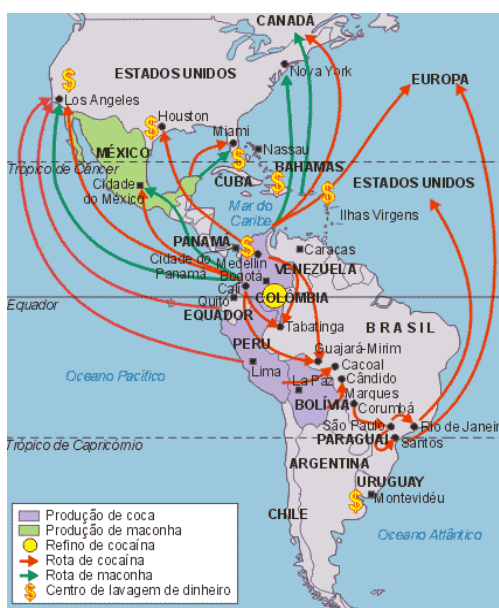 CANADÁ
ESTADOS UNIDOS
Nova York
EUROPA
Los Angeles
Houston
Miami
MÉXICO
Nassau
Trópico de Câncer
BAHAMAS
Cidade
do México
CUBA
ESTADOS UNIDOS
Mar do
Caribe
Ilhas Virgens
PANAMÁ
Caracas
Cidade do
Panamá
Medellín
VENEZUELA
Bogotá
Cali
Quito
COLÔMBIA
Equador
EQUADOR
Tabatinga
BRASIL
PERU
Guajará-Mirim
Cacoal
Lima
La Paz
Cândido
Marques
Oceano Pacífico
BOLÍVIA
Corumbá
São Paulo
Rio de Janeir
Trópico de Capricórnio
PARAGUAI
Santos
ARGENTINA
URUGUAY
Montevidéu
CHILE
Oceano Atlântico
Produção de coca
Produção de maconha
Refino de cocaína
Rota de cocaína
Rota de maconha
Centro de lavagem de dinheiro